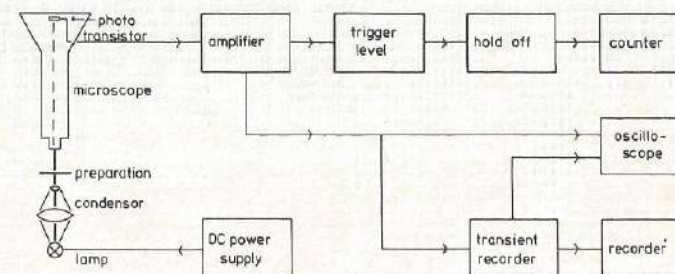 photo
transistor
amplifier
trigger
level
hold off
counter
microscope
oscillo-
scope
preparation
condensor
lamp
DC power
supply
transient
recorder
recorder